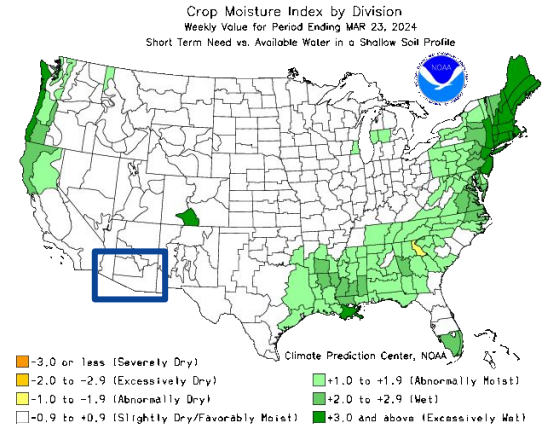 Crop Moisture Index by Division
Weekly Value for Period Ending MAR 23, 2024
Short Term Need vs. Available Water in a Shallow Soil Profile
NOAA
Climate Prediction Center, NOAA
-3.0 or less (Severely Dry)
-2.0 to -2.9 (Excessively Dry)
-1.0 to -1.9 (Abnormally Dry)
-0.9 to +0.9 (Slightly Dry/Favorably Moist)
+1.0 to +1.9 (Abnormally Moist)
+2.0 to +2.9 (Wet)
+3.0 and above (Excessively Wet)